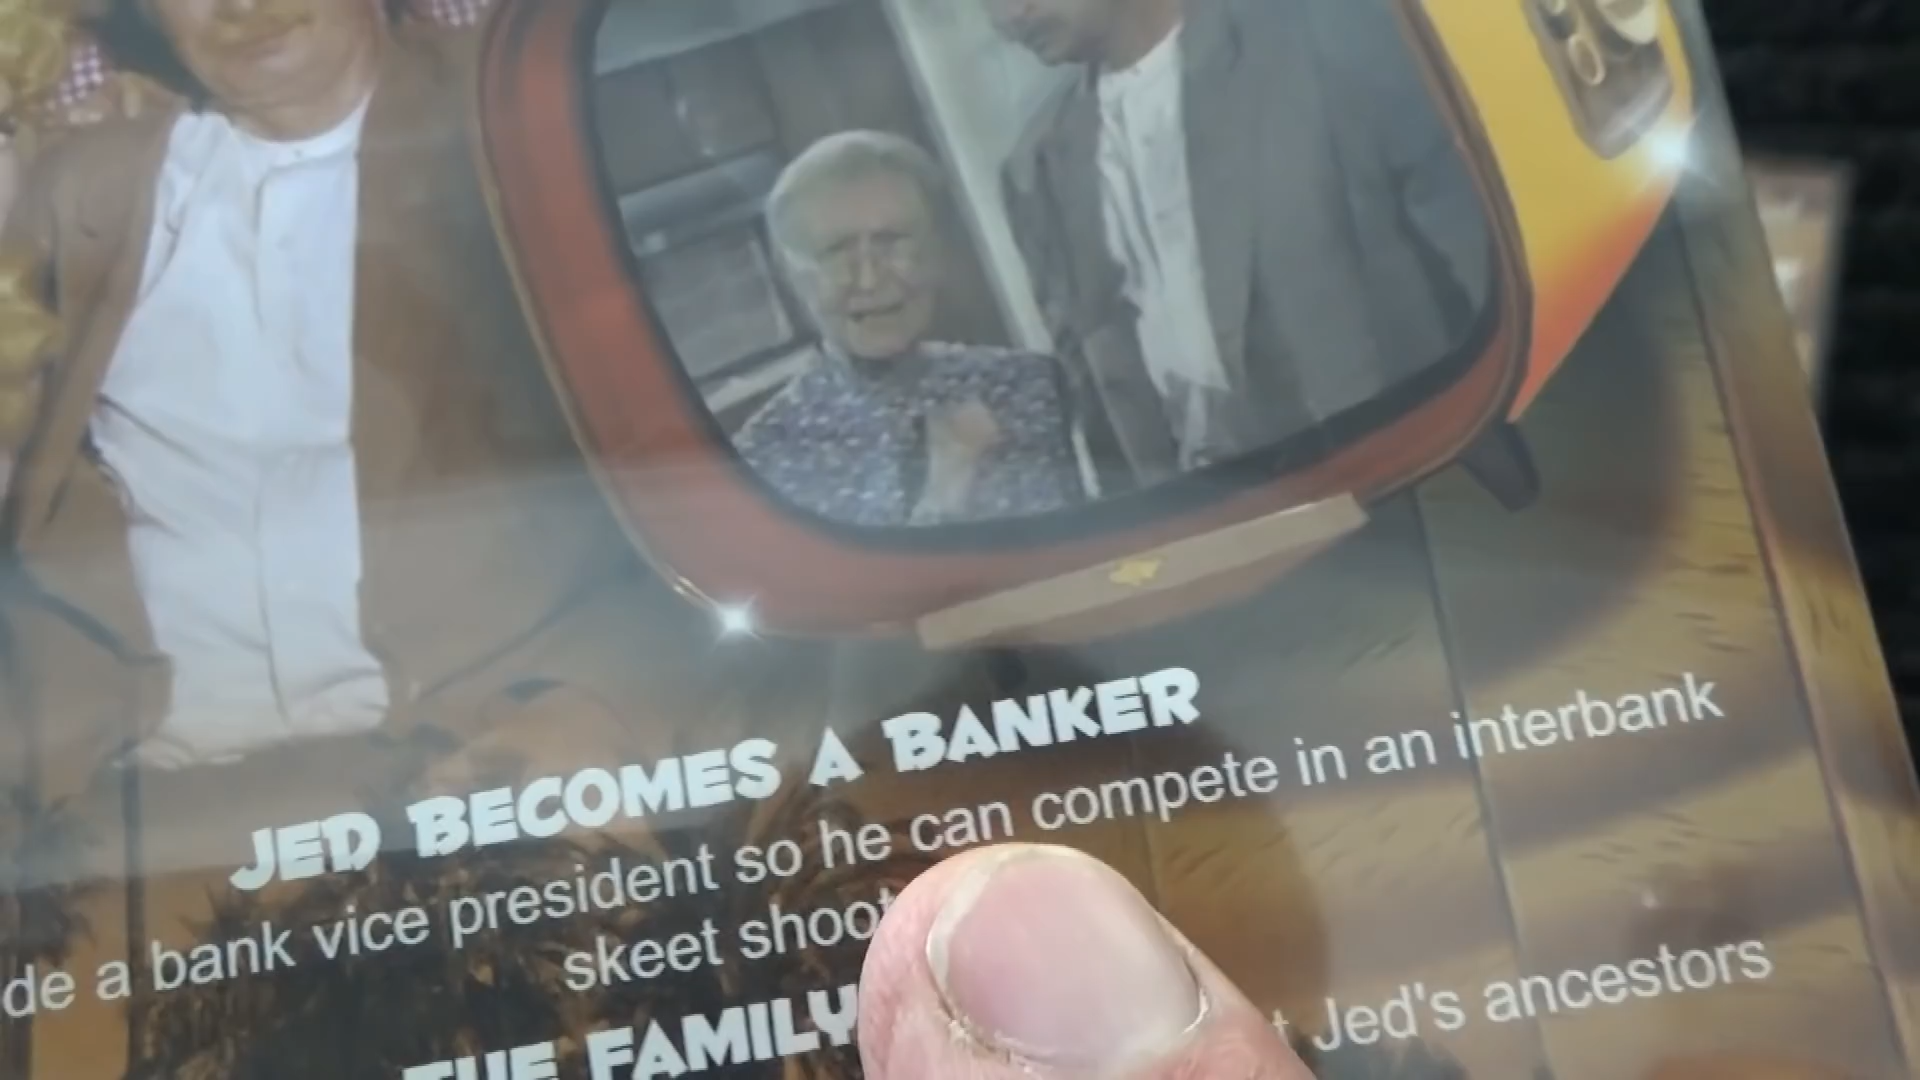 JED BECOMES A BANKER
de a bank vice president so he can compete in an interbank
skeet shoot
THE FAMILY
Jed's ancestors